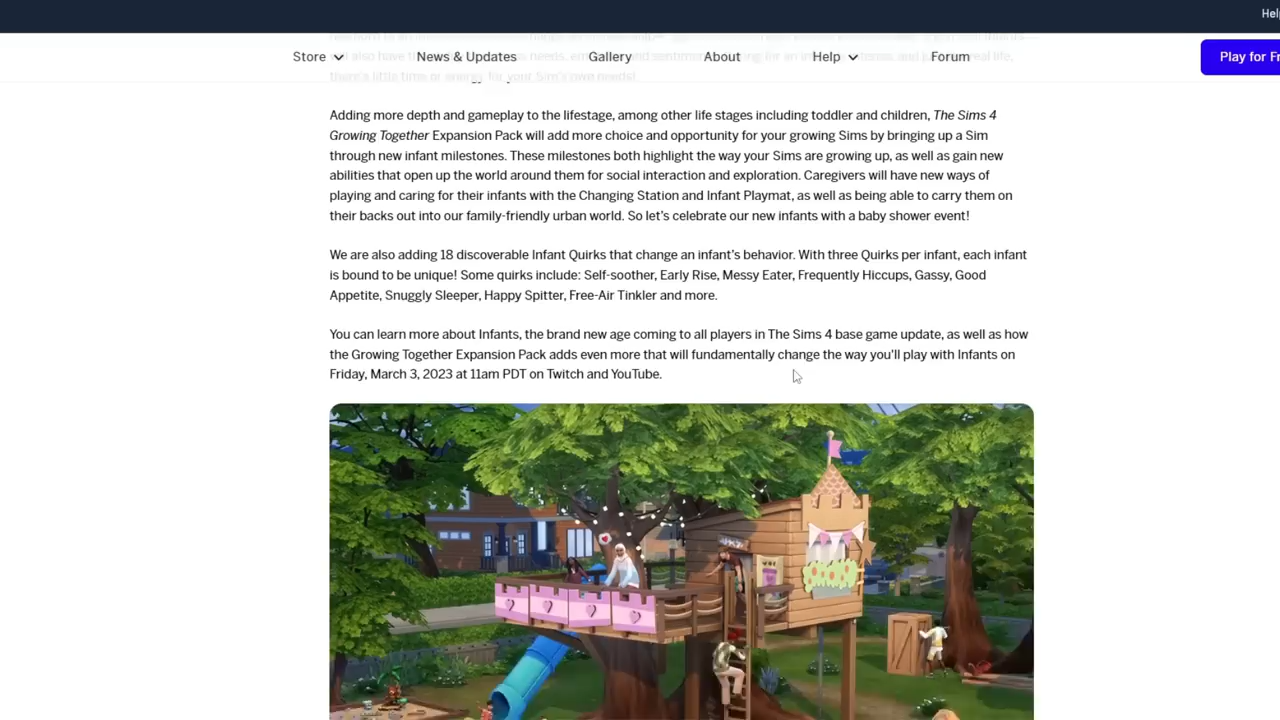 Help
Store News & Updates Gallery About Help Forum Play for Fr
there's little time or energy for your Sim's own needs!
Adding more depth and gameplay to the lifestage, among other life stages including toddler and children, The Sims 4
Growing Together Expansion Pack will add more choice and opportunity for your growing Sims by bringing up a Sim
through new infant milestones. These milestones both highlight the way your Sims are growing up, as well as gain new
abilities that open up the world around them for social interaction and exploration. Caregivers will have new ways of
playing and caring for their infants with the Changing Station and Infant Playmat, as well as being able to carry them on
their backs out into our family-friendly urban world. So let's celebrate our new infants with a baby shower event!
We are also adding 18 discoverable Infant Quirks that change an infant's behavior. With three Quirks per infant, each infant
is bound to be unique! Some quirks include: Self-soother, Early Rise, Messy Eater, Frequently Hiccups, Gassy, Good
Appetite, Snuggly Sleeper, Happy Spitter, Free-Air Tinkler and more.
You can learn more about Infants, the brand new age coming to all players in The Sims 4 base game update, as well as how
the Growing Together Expansion Pack adds even more that will fundamentally change the way you'll play with Infants on
Friday, March 3, 2023 at 11am PDT on Twitch and YouTube.